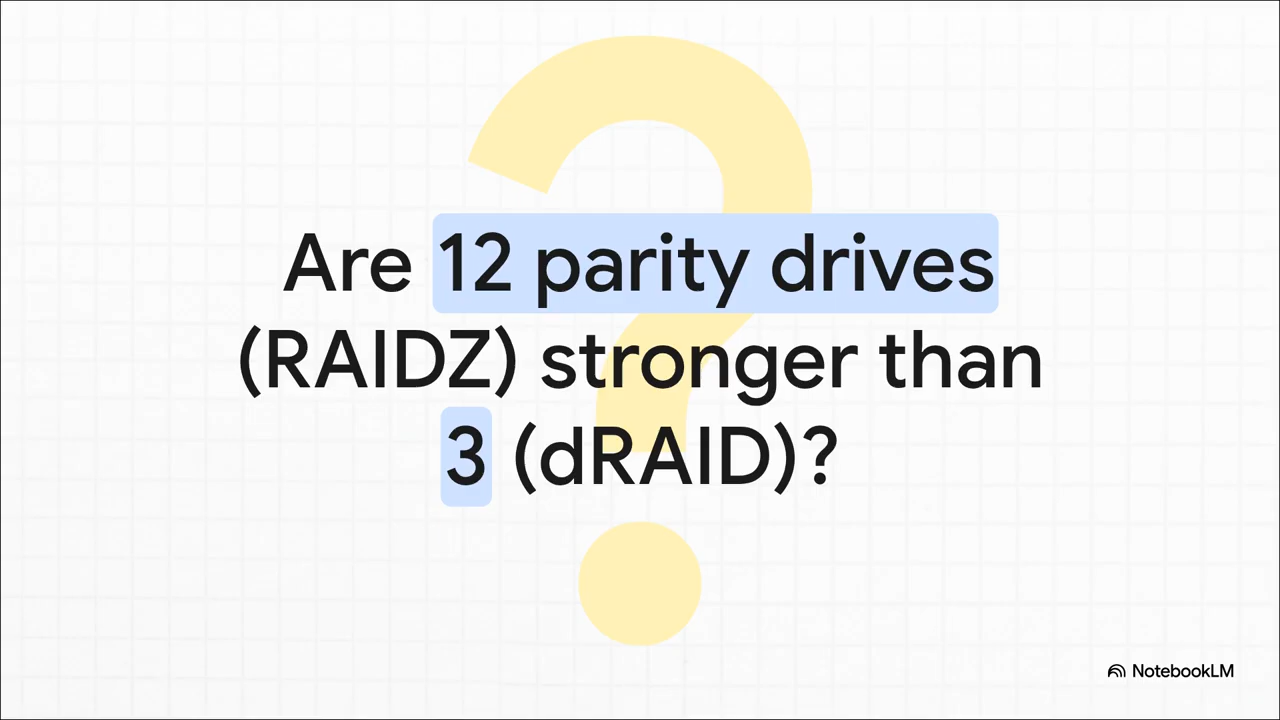 Are 12 parity drives
(RAIDZ) stronger than
3 (dRAID)?
NotebookLM